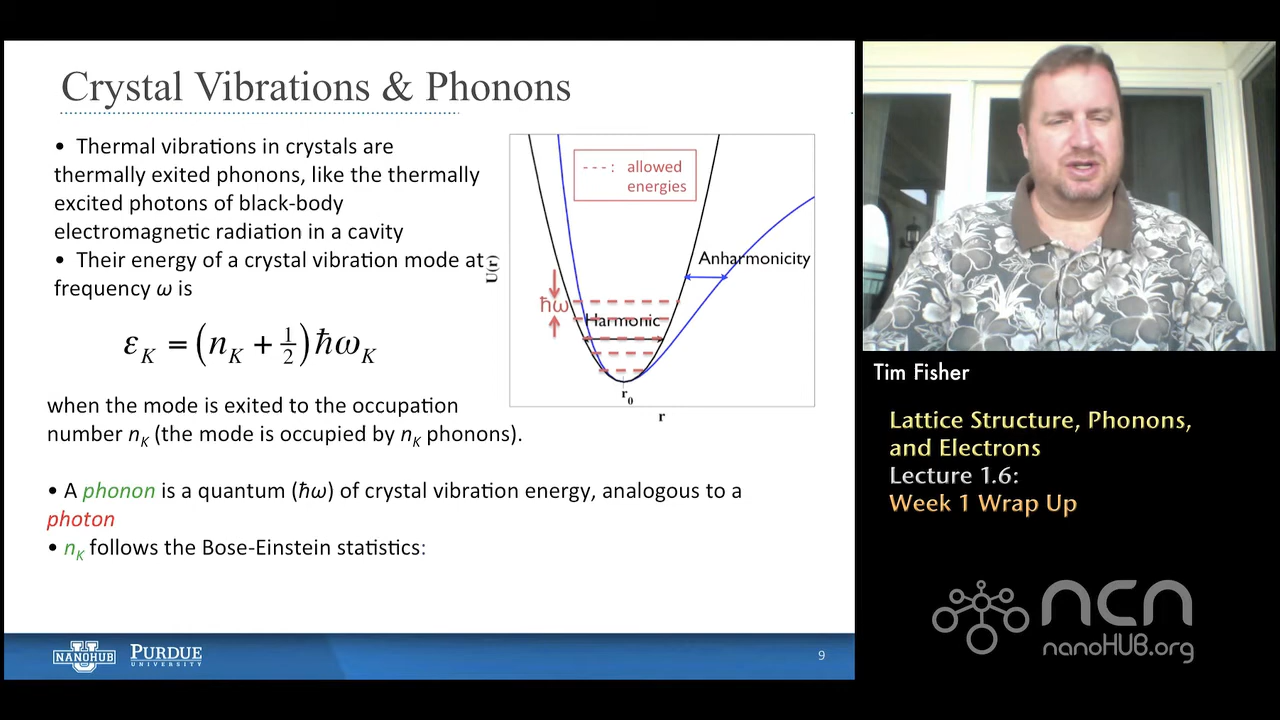 Crystal Vibrations & Phonons
• Thermal vibrations in crystals are
thermally exited phonons, like the thermally
excited photons of black-body
electromagnetic radiation in a cavity
• Their energy of a crystal vibration mode at
frequency ω is
ε_K = (n_K + 1/2) ħω_K
when the mode is exited to the occupation
number n_K (the mode is occupied by n_K phonons).
• A phonon is a quantum (ħω) of crystal vibration energy, analogous to a
photon
• n_K follows the Bose-Einstein statistics:
--- : allowed
energies
U(r)
Anharmonicity
ħω
Harmonic
r_0
r
NANOHUB
U
PURDUE
UNIVERSITY
9
Tim Fisher
Lattice Structure, Phonons,
and Electrons
Lecture 1.6:
Week 1 Wrap Up
ncn
nanoHUB.org